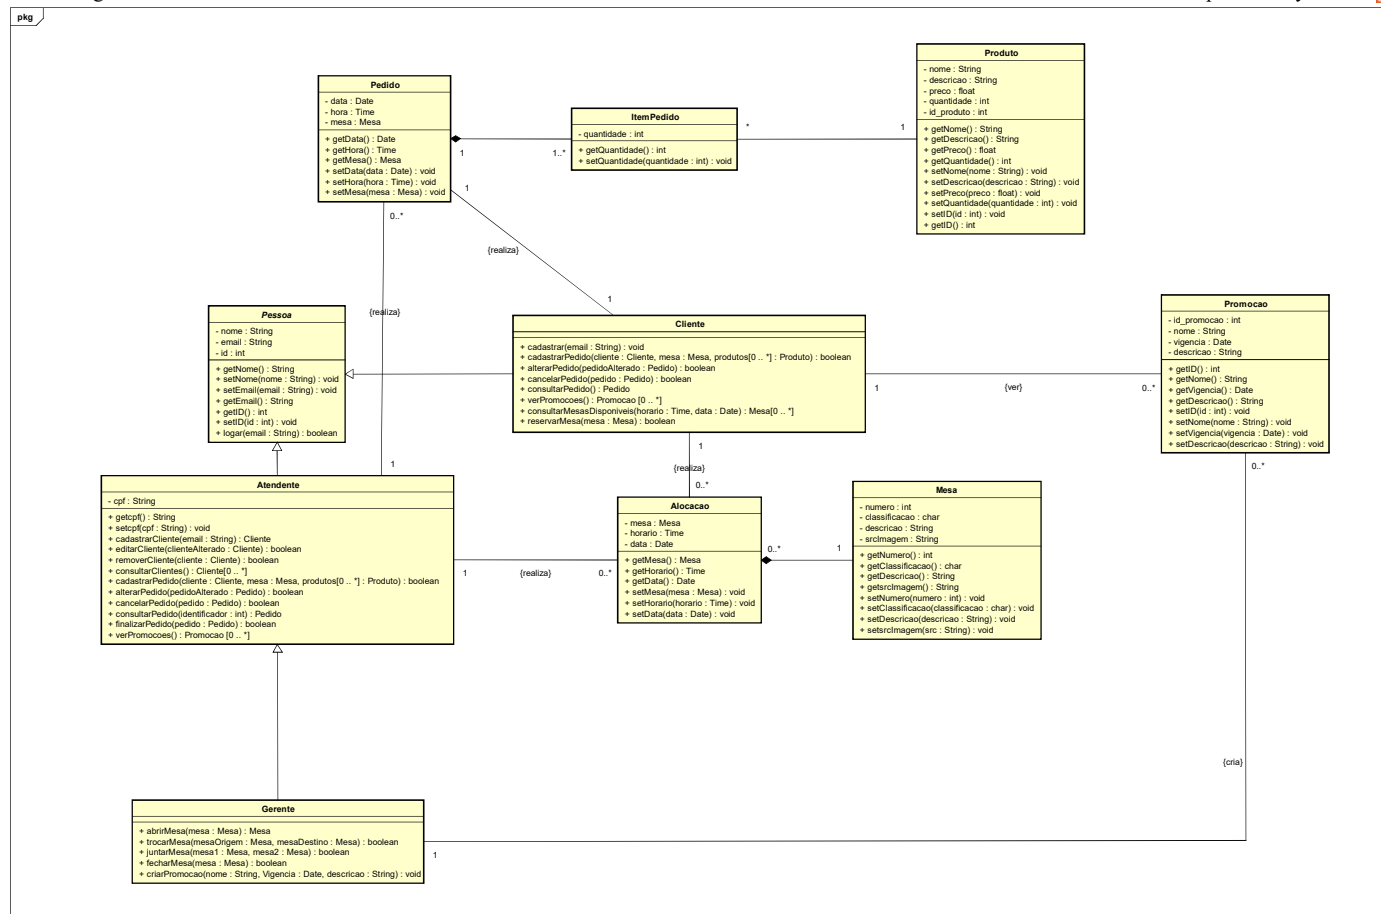 pkg
Produto
- nome : String
- descricao : String
- preco : float
- quantidade : int
- id_produto : int
+ getNome() : String
+ getDescricao() : String
+ getPreco() : float
+ getQuantidade() : int
+ setNome(nome : String) : void
+ setDescricao(descricao : String) : void
+ setPreco(preco : float) : void
+ setQuantidade(quantidade : int) : void
+ setID(id : int) : void
+ getID() : int
Pedido
- data : Date
- hora : Time
- mesa : Mesa
+ getData() : Date
+ getHora() : Time
+ getMesa() : Mesa
+ setData(data : Date) : void
+ setHora(hora : Time) : void
+ setMesa(mesa : Mesa) : void
ItemPedido
- quantidade : int
+ getQuantidade() : int
+ setQuantidade(quantidade : int) : void
1
1..*
*
1
1
{realiza}
1
0..*
{realiza}
1
Pessoa
- nome : String
- email : String
- id : int
+ getNome() : String
+ setNome(nome : String) : void
+ setEmail(email : String) : void
+ getEmail() : String
+ getID() : int
+ setID(id : int) : void
+ logar(email : String) : boolean
Cliente
+ cadastrar(email : String) : void
+ cadastrarPedido(cliente : Cliente, mesa : Mesa, produtos[0 .. *] : Produto) : boolean
+ alterarPedido(pedidoAlterado : Pedido) : boolean
+ cancelarPedido(pedido : Pedido) : boolean
+ consultarPedido() : Pedido
+ verPromocoes() : Promocao [0 .. *]
+ consultarMesasDisponiveis(horario : Time, data : Date) : Mesa[0 .. *]
+ reservarMesa(mesa : Mesa) : boolean
Promocao
- id_promocao : int
- nome : String
- vigencia : Date
- descricao : String
+ getID() : int
+ getNome() : String
+ getVigencia() : Date
+ getDescricao() : String
+ setID(id : int) : void
+ setNome(nome : String) : void
+ setVigencia(vigencia : Date) : void
+ setDescricao(descricao : String) : void
1
{ver}
0..*
1
{realiza}
0..*
Atendente
- cpf : String
+ getcpf() : String
+ setcpf(cpf : String) : void
+ cadastrarCliente(email : String) : Cliente
+ editarCliente(clienteAlterado : Cliente) : boolean
+ removerCliente(cliente : Cliente) : boolean
+ consultarClientes() : Cliente[0 .. *]
+ cadastrarPedido(cliente : Cliente, mesa : Mesa, produtos[0 .. *] : Produto) : boolean
+ alterarPedido(pedidoAlterado : Pedido) : boolean
+ cancelarPedido(pedido : Pedido) : boolean
+ consultarPedido(identificador : int) : Pedido
+ finalizarPedido(pedido : Pedido) : boolean
+ verPromocoes() : Promocao [0 .. *]
1
{realiza}
0..*
Alocacao
- mesa : Mesa
- horario : Time
- data : Date
+ getMesa() : Mesa
+ getHorario() : Time
+ getData() : Date
+ setMesa(mesa : Mesa) : void
+ setHorario(horario : Time) : void
+ setData(data : Date) : void
0..*
1
Mesa
- numero : int
- classificacao : char
- descricao : String
- srcImagem : String
+ getNumero() : int
+ getClassificacao() : char
+ getDescricao() : String
+ getsrcImagem() : String
+ setNumero(numero : int) : void
+ setClassificacao(classificacao : char) : void
+ setDescricao(descricao : String) : void
+ setsrcImagem(src : String) : void
0..*
{cria}
1
Gerente
+ abrirMesa(mesa : Mesa) : Mesa
+ trocarMesa(mesaOrigem : Mesa, mesaDestino : Mesa) : boolean
+ juntarMesa(mesa1 : Mesa, mesa2 : Mesa) : boolean
+ fecharMesa(mesa : Mesa) : boolean
+ criarPromocao(nome : String, Vigencia : Date, descricao : String) : void